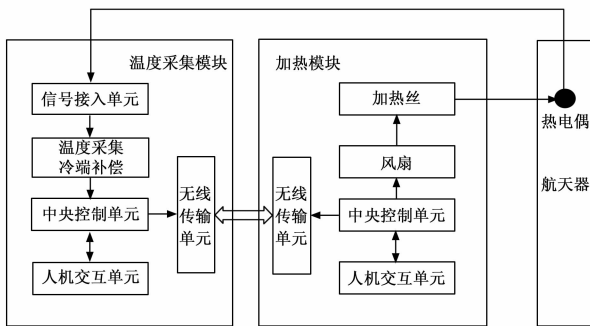 温度采集模块
信号接入单元
温度采集
冷端补偿
中央控制单元
人机交互单元
无线
传输
单元
加热模块
加热丝
风扇
中央控制单元
人机交互单元
无线
传输
单元
热电偶
航天器